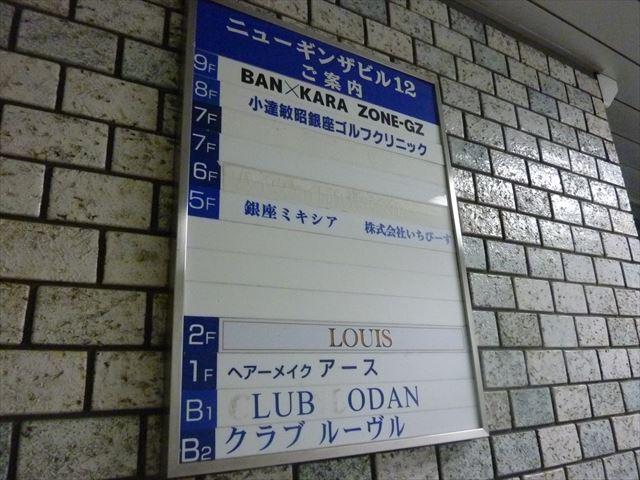 ニューギンザビル12
ご案内
9F BAN×KARA ZONE-GZ
8F 小達敏昭銀座ゴルフクリニック
7F
7F
6F
5F 銀座ミキシア 株式会社いちびーす
2F LOUIS
1F ヘアーメイク アース
B1 CLUB ODAN
B2 クラブ ルーヴル